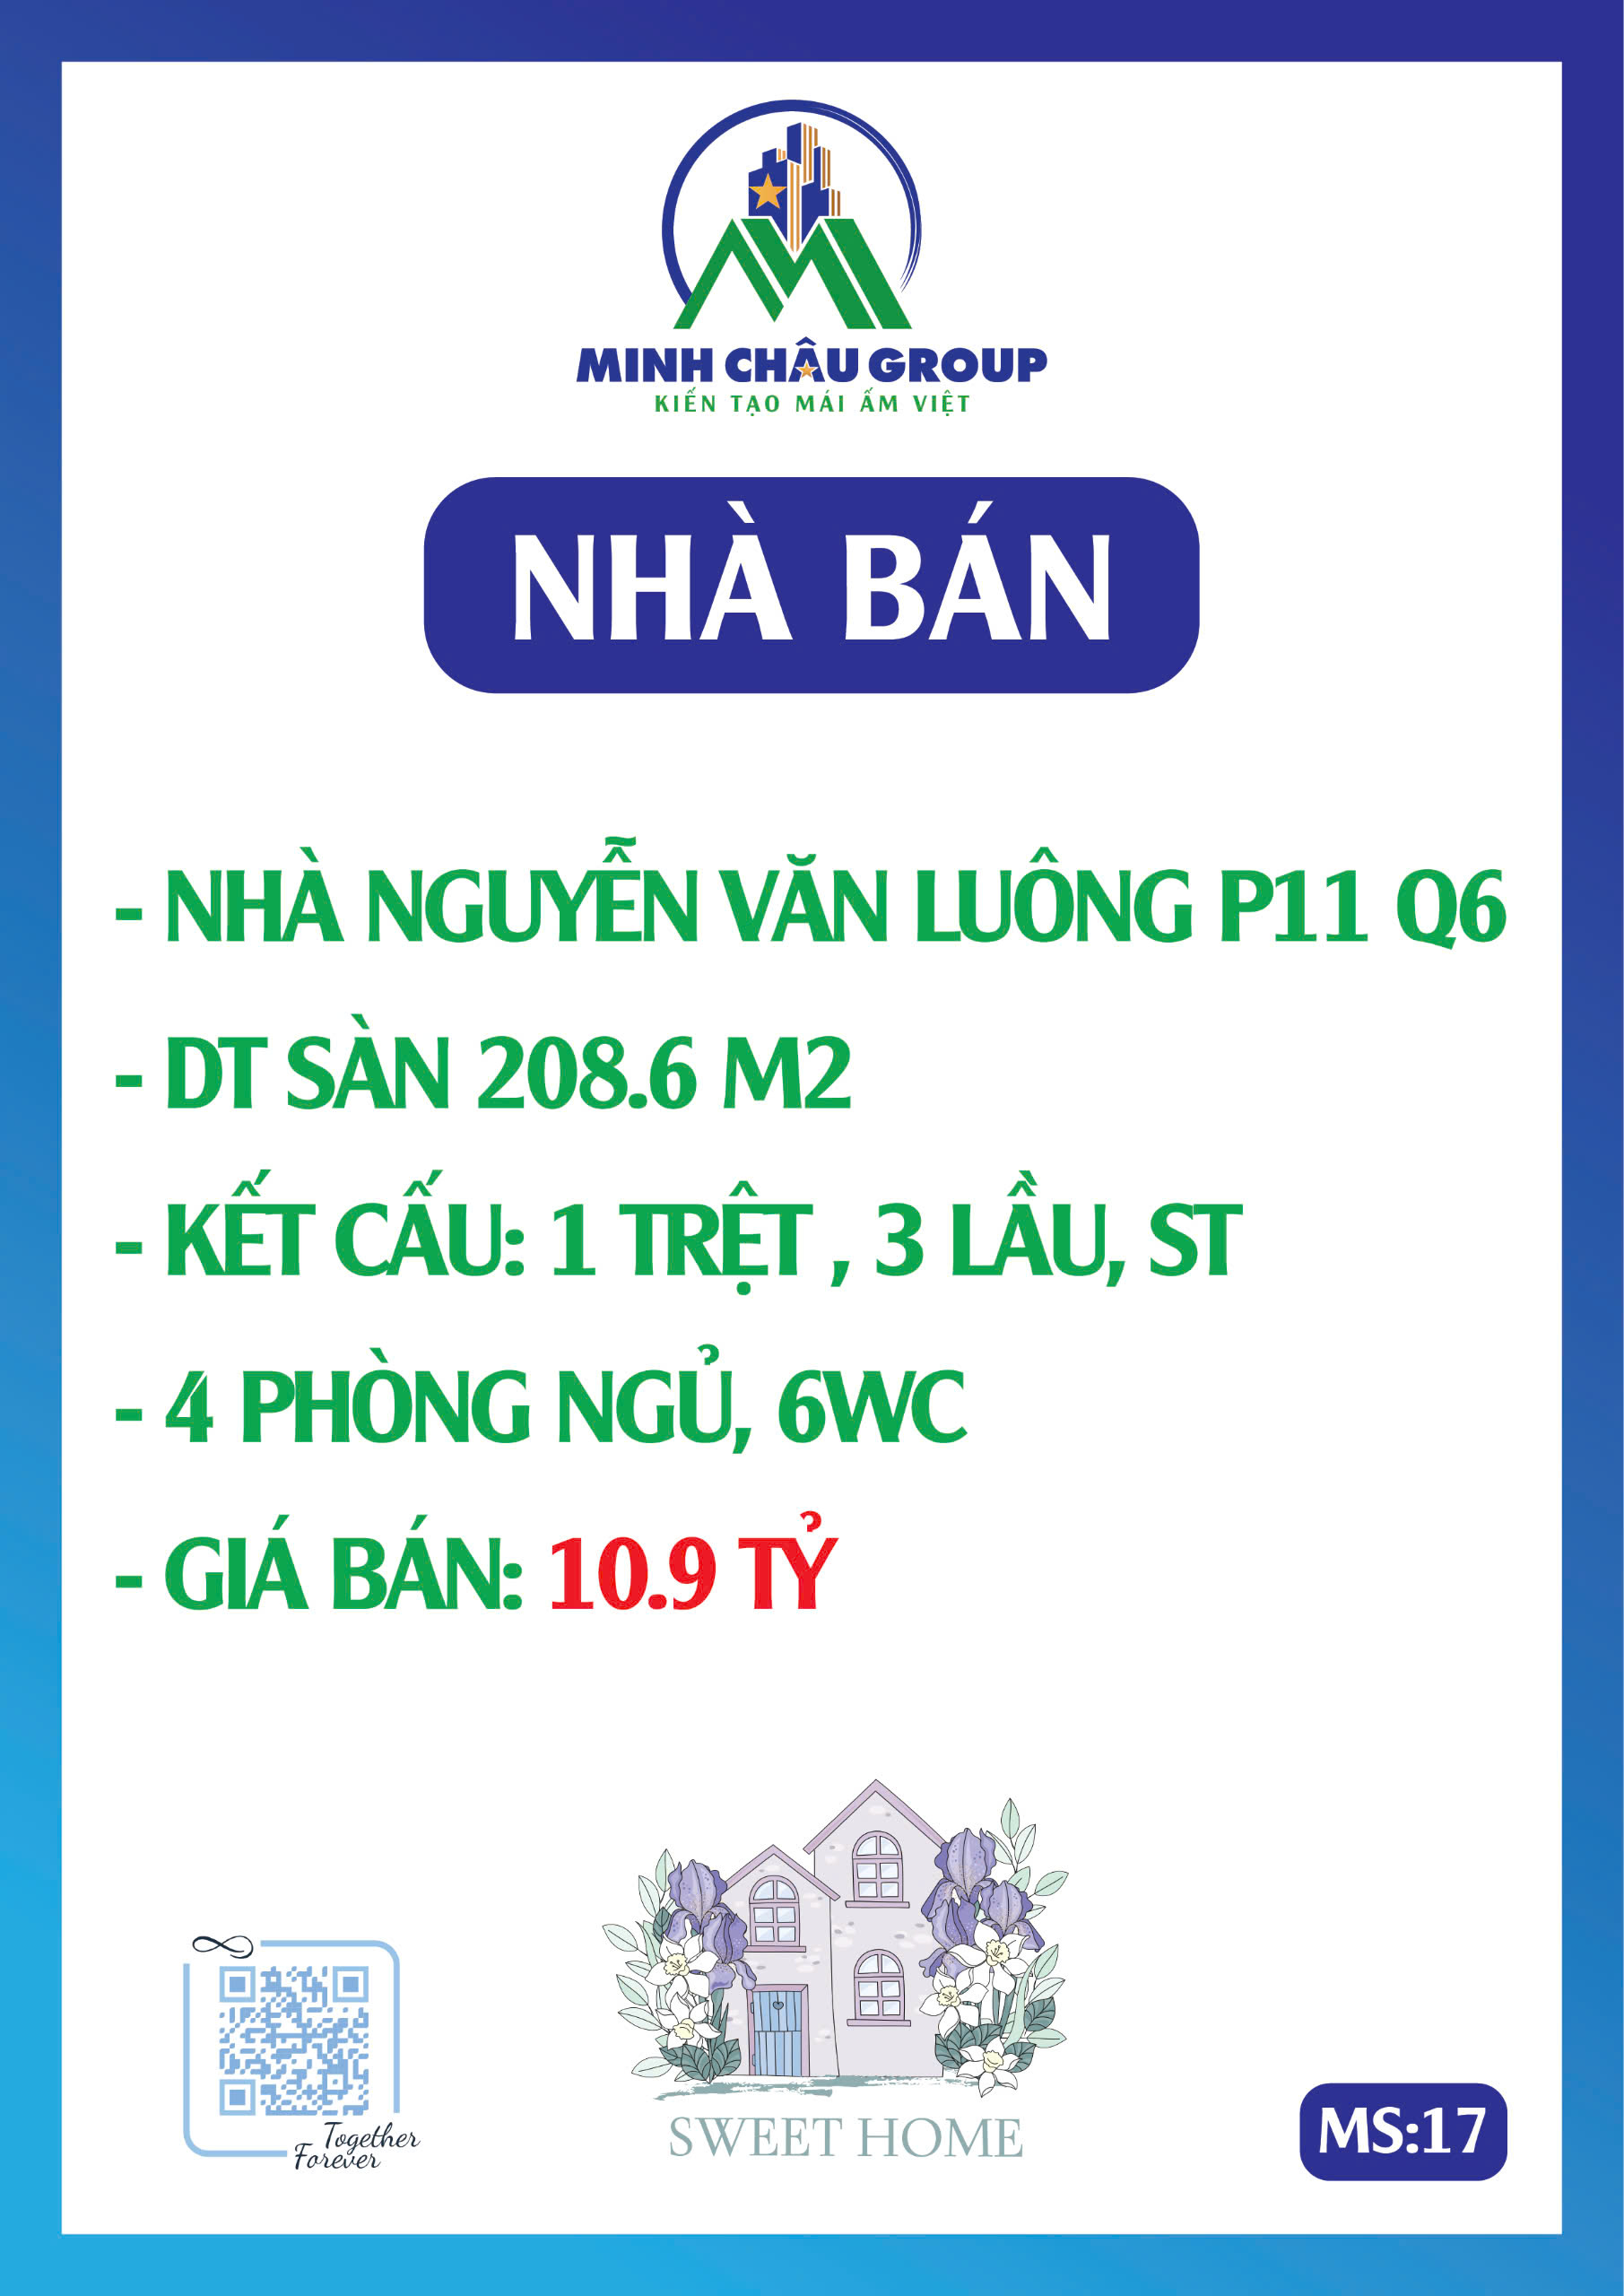 MINH CHÂU GROUP
KIẾN TẠO MÁI ẤM VIỆT
NHÀ BÁN
- NHÀ NGUYỄN VĂN LUÔNG P11 Q6
- DT SÀN 208.6 M2
- KẾT CẤU: 1 TRỆT , 3 LẦU, ST
- 4 PHÒNG NGỦ, 6WC
- GIÁ BÁN: 10.9 TỶ
Together
Forever
SWEET HOME
MS:17